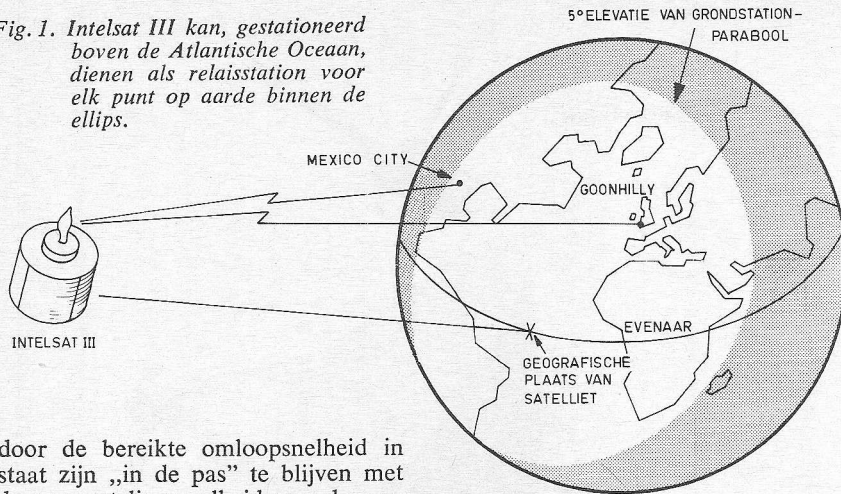 Fig. 1. Intelsat III kan, gestationeerd
boven de Atlantische Oceaan,
dienen als relaisstation voor
elk punt op aarde binnen de
ellips.
5° ELEVATIE VAN GRONDSTATION-
PARABOOL
MEXICO CITY
GOONHILLY
INTELSAT III
EVENAAR
GEOGRAFISCHE
PLAATS VAN
SATELLIET
door de bereikte omloopsnelheid in
staat zijn „in de pas” te blijven met